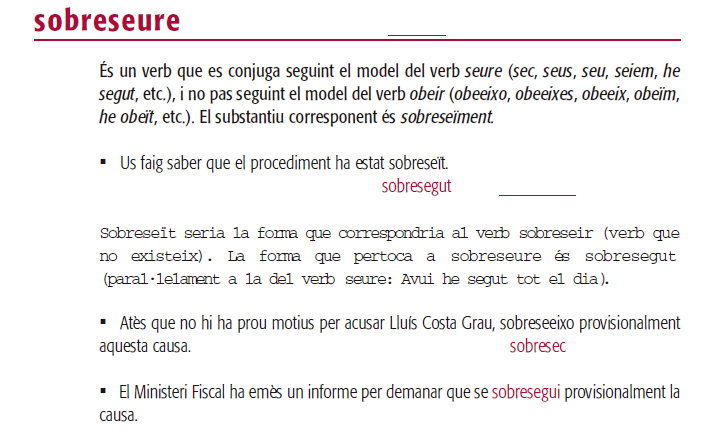 sobreseure
És un verb que es conjuga seguint el model del verb seure (sec, seus, seu, seiem, he
segut, etc.), i no pas seguint el model del verb obeir (obeeixo, obeeixes, obeeix, obeïm,
he obeït, etc.). El substantiu corresponent és sobreseïment.
▪ Us faig saber que el procediment ha estat sobreseït.
sobresegut
Sobreseït seria la forma que correspondria al verb sobreseir (verb que
no existeix). La forma que pertoca a sobreseure és sobresegut
(paral·lelament a la del verb seure: Avui he segut tot el dia).
▪ Atès que no hi ha prou motius per acusar Lluís Costa Grau, sobreseeixo provisionalment
aquesta causa.
sobresec
▪ El Ministeri Fiscal ha emès un informe per demanar que se sobresegui provisionalment la
causa.